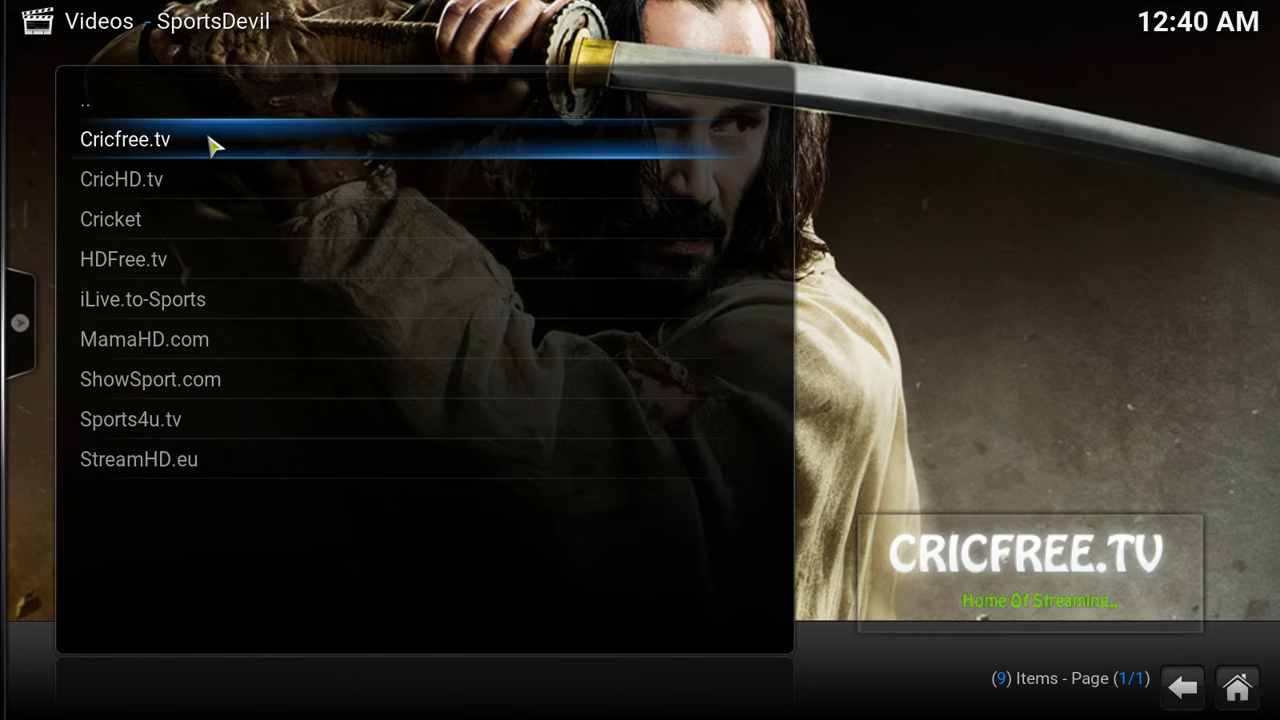 Videos - SportsDevil
12:40 AM
..
Cricfree.tv
CricHD.tv
Cricket
HDFree.tv
iLive.to-Sports
MamaHD.com
ShowSport.com
Sports4u.tv
StreamHD.eu
CRICFREE.TV
Home Of Streaming..
(9) Items - Page (1/1)